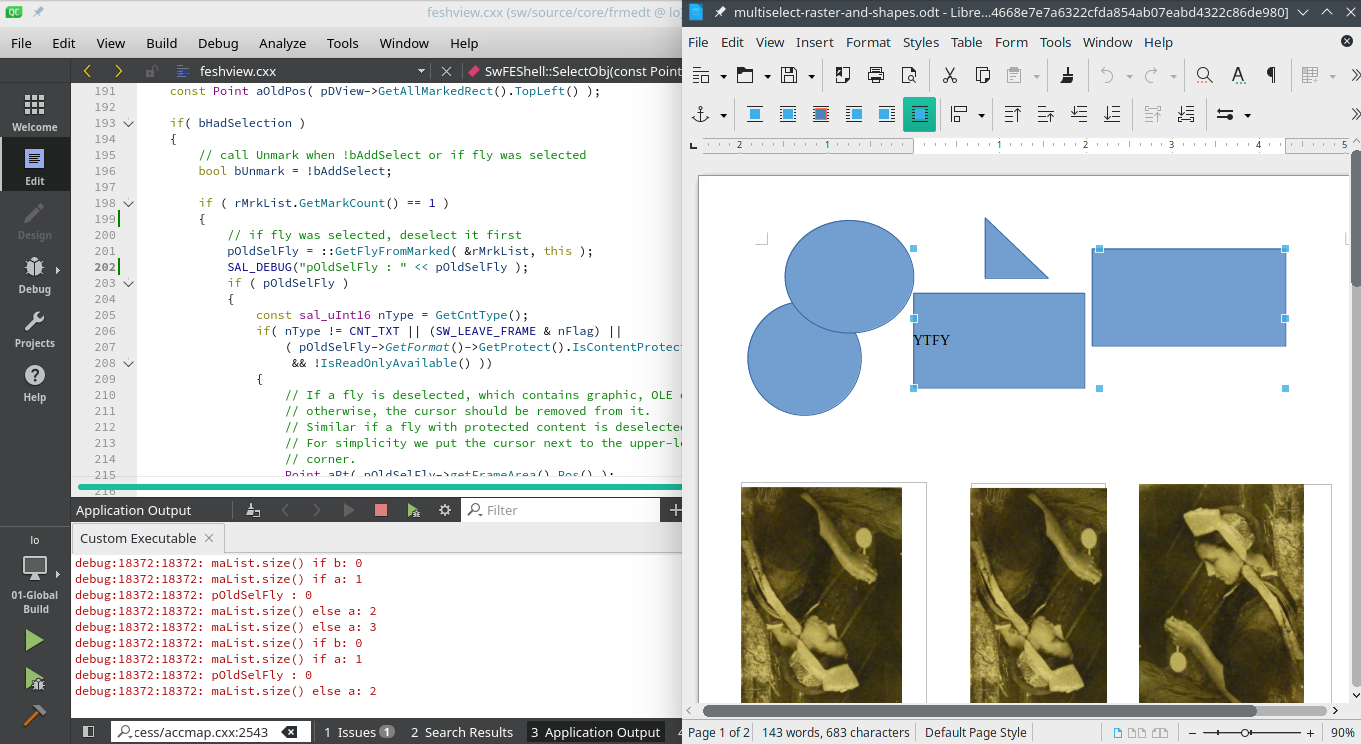 QC
feshview.cxx (sw/source/core/frmedt @ lo
File Edit View Build Debug Analyze Tools Window Help
feshview.cxx
SwFEShell::SelectObj(const Point
Welcome
Edit
Design
Debug
Projects
Help
lo
01-Global
Build
191 const Point aOldPos( pDView->GetAllMarkedRect().TopLeft() );
192
193 if( bHadSelection )
194 {
195 // call Unmark when !bAddSelect or if fly was selected
196 bool bUnmark = !bAddSelect;
197
198 if ( rMrkList.GetMarkCount() == 1 )
199 {
200 // if fly was selected, deselect it first
201 pOldSelFly = ::GetFlyFromMarked( &rMrkList, this );
202 SAL_DEBUG("pOldSelFly : " << pOldSelFly );
203 if ( pOldSelFly )
204 {
205 const sal_uInt16 nType = GetCntType();
206 if( nType != CNT_TXT || (SW_LEAVE_FRAME & nFlag) ||
207 ( pOldSelFly->GetFormat()->GetProtect().IsContentProtec
208 && !IsReadOnlyAvailable() ))
209 {
210 // If a fly is deselected, which contains graphic, OLE
211 // otherwise, the cursor should be removed from it.
212 // Similar if a fly with protected content is deselected
213 // For simplicity we put the cursor next to the upper-l
214 // corner.
215 Point aPt( pOldSelFly->getFrameArea().Pos() );
216
Application Output
Filter
Custom Executable
debug:18372:18372: maList.size() if b: 0
debug:18372:18372: maList.size() if a: 1
debug:18372:18372: pOldSelFly : 0
debug:18372:18372: maList.size() else a: 2
debug:18372:18372: maList.size() else a: 3
debug:18372:18372: maList.size() if b: 0
debug:18372:18372: maList.size() if a: 1
debug:18372:18372: pOldSelFly : 0
debug:18372:18372: maList.size() else a: 2
cess/accmap.cxx:2543
1 Issues 1 2 Search Results 3 Application Output 4
multiselect-raster-and-shapes.odt - Libre...4668e7e7a6322cfda854ab07eabd4322c86de980]
File Edit View Insert Format Styles Table Form Tools Window Help
2 1 1 2 3 4 5
YTFY
Page 1 of 2 143 words, 683 characters Default Page Style 90%